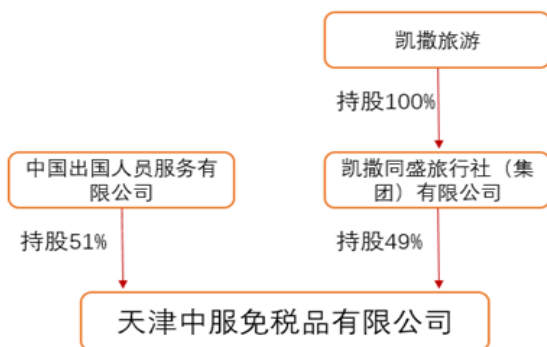 凯撒旅游
持股100%
中国出国人员服务有
限公司
凯撒同盛旅行社（集
团）有限公司
持股51%
持股49%
天津中服免税品有限公司